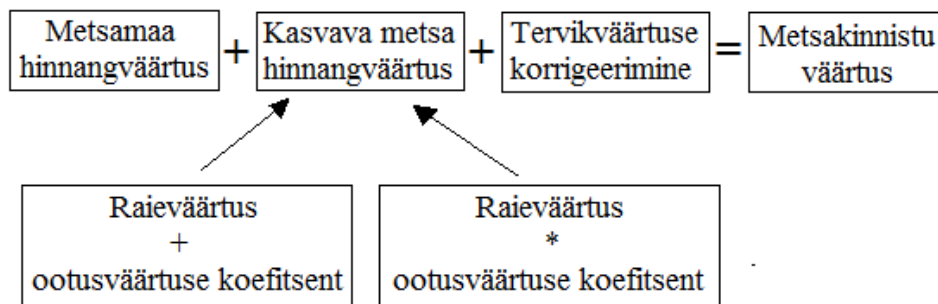 Metsamaa
hinnangväärtus
+
Kasvava metsa
hinnangväärtus
+
Tervikväärtuse
korrigeerimine
=
Metsakinnistu
väärtus
Raieväärtus
+
ootusväärtuse koefitsent
Raieväärtus
*
ootusväärtuse koefitsent
.